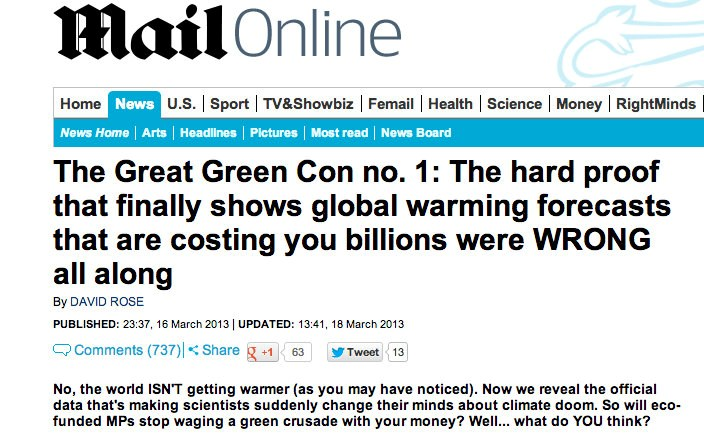 Mail Online
Home News U.S. Sport TV&Showbiz Femail Health Science Money RightMinds
News Home Arts Headlines Pictures Most read News Board
The Great Green Con no. 1: The hard proof
that finally shows global warming forecasts
that are costing you billions were WRONG
all along
By DAVID ROSE
PUBLISHED: 23:37, 16 March 2013 | UPDATED: 13:41, 18 March 2013
Comments (737) Share g +1 63 Tweet 13
No, the world ISN'T getting warmer (as you may have noticed). Now we reveal the official
data that's making scientists suddenly change their minds about climate doom. So will eco-
funded MPs stop waging a green crusade with your money? Well... what do YOU think?